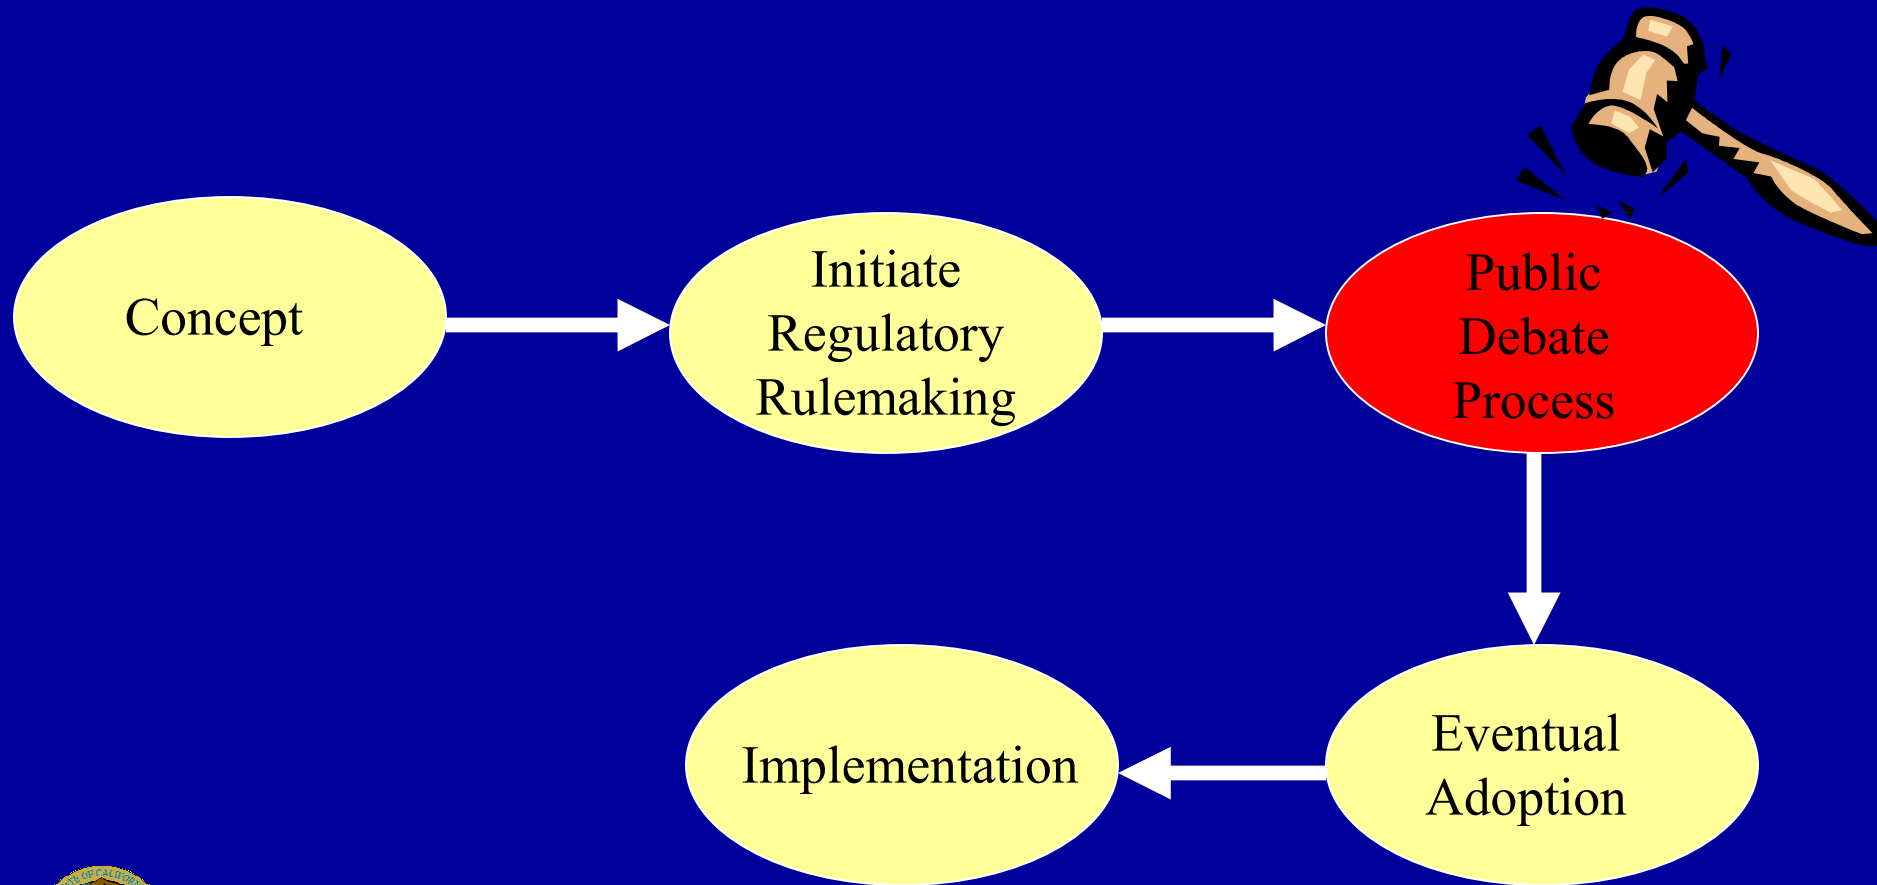 Concept
Initiate
Regulatory
Rulemaking
Public
Debate
Process
Eventual
Adoption
Implementation